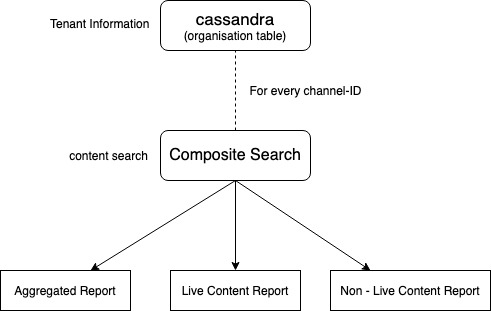 Tenant Information
cassandra
(organisation table)
For every channel-ID
content search
Composite Search
Aggregated Report
Live Content Report
Non - Live Content Report